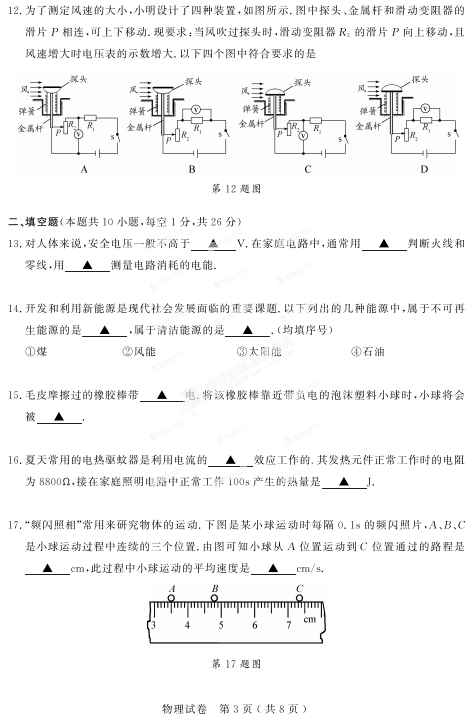 12.为了测定风速的大小,小明设计了四种装置,如图所示.图中探头、金属杆和滑动变阻器的
滑片 P 相连,可上下移动.现要求:当风吹过探头时,滑动变阻器 R₂ 的滑片 P 向上移动,且
风速增大时电压表的示数增大.以下四个图中符合要求的是
探头 风 弹簧 金属杆 P R₂ V R₁ S
探头 风 弹簧 金属杆 P R₂ V R₁ S
探头 风 弹簧 金属杆 P R₂ V R₁ S
探头 风 弹簧 金属杆 P R₂ V R₁ S
A B C D
第 12 题图
二、填空题(本题共 10 小题,每空 1 分,共 26 分)
13.对人体来说,安全电压一般不高于 ▲ V.在家庭电路中,通常用 ▲ 判断火线和
零线,用 ▲ 测量电路消耗的电能.
14.开发和利用新能源是现代社会发展面临的重要课题.以下列出的几种能源中,属于不可再
生能源的是 ▲ ,属于清洁能源的是 ▲ .(均填序号)
①煤 ②风能 ③太阳能 ④石油
15.毛皮摩擦过的橡胶棒带 ▲ 电.将该橡胶棒靠近带负电的泡沫塑料小球时,小球将会
被 ▲ .
16.夏天常用的电热驱蚊器是利用电流的 ▲ 效应工作的.其发热元件正常工作时的电阻
为 8800Ω,接在家庭照明电路中正常工作 100s 产生的热量是 ▲ J.
17.“频闪照相”常用来研究物体的运动.下图是某小球运动时每隔 0.1s 的频闪照片,A、B、C
是小球运动过程中连续的三个位置.由图可知小球从 A 位置运动到 C 位置通过的路程是
▲ cm,此过程中小球运动的平均速度是 ▲ cm/s.
A B C
3 4 5 6 7 cm
第 17 题图
物理试卷 第 3 页(共 8 页)